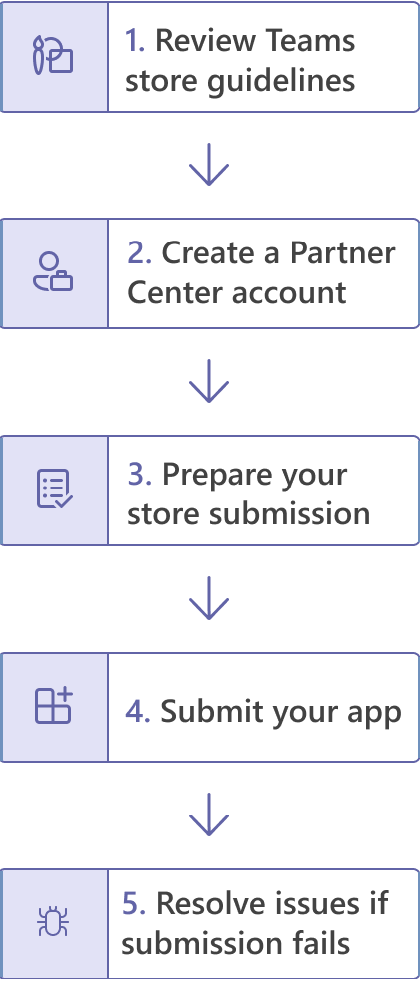 1. Review Teams
store guidelines
2. Create a Partner
Center account
3. Prepare your
store submission
4. Submit your app
5. Resolve issues if
submission fails